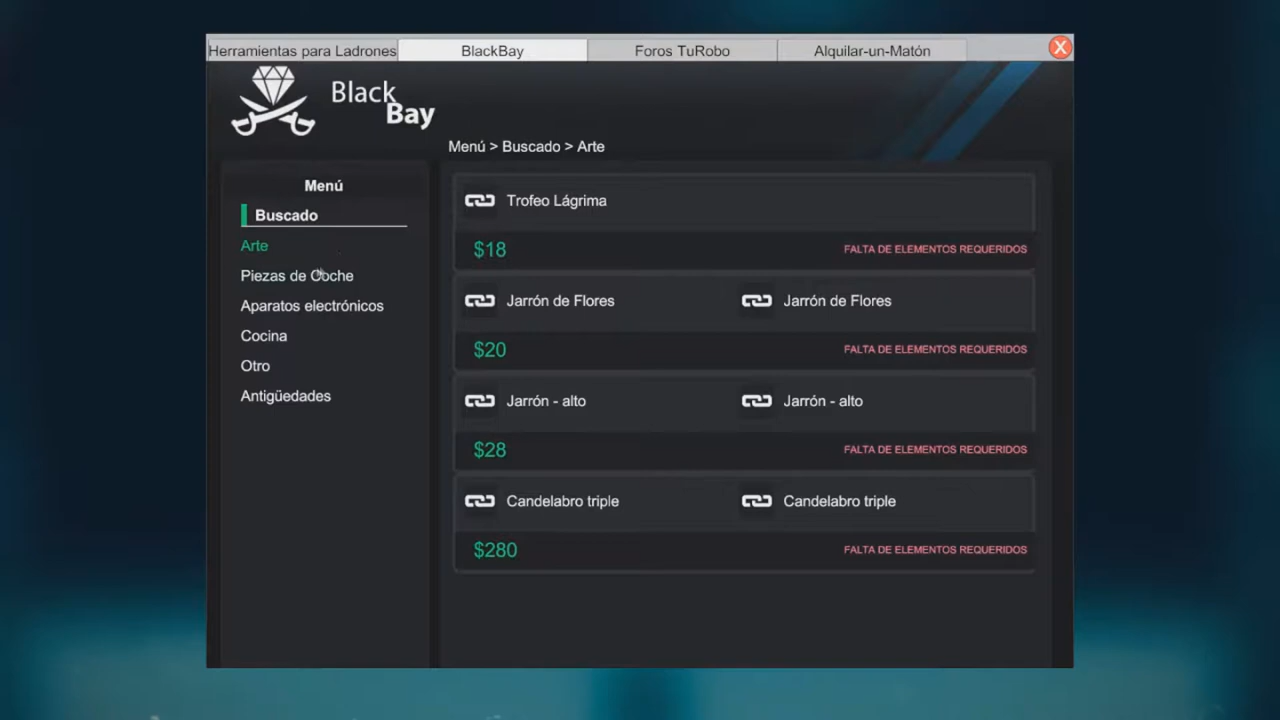 Herramientas para Ladrones
BlackBay
Foros TuRobo
Alquilar-un-Matón
X
Black
Bay
Menú > Buscado > Arte
Menú
Buscado
Arte
Piezas de Coche
Aparatos electrónicos
Cocina
Otro
Antigüedades
Trofeo Lágrima
$18 FALTA DE ELEMENTOS REQUERIDOS
Jarrón de Flores Jarrón de Flores
$20 FALTA DE ELEMENTOS REQUERIDOS
Jarrón - alto Jarrón - alto
$28 FALTA DE ELEMENTOS REQUERIDOS
Candelabro triple Candelabro triple
$280 FALTA DE ELEMENTOS REQUERIDOS